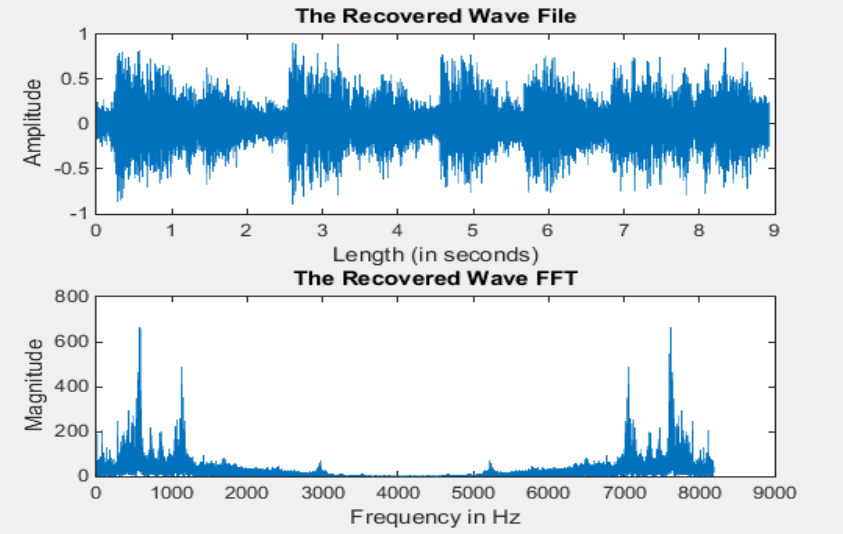 The Recovered Wave File
1
0.5
0
-0.5
-1
Amplitude
0 1 2 3 4 5 6 7 8 9
Length (in seconds)
The Recovered Wave FFT
800
600
400
200
0
Magnitude
0 1000 2000 3000 4000 5000 6000 7000 8000 9000
Frequency in Hz